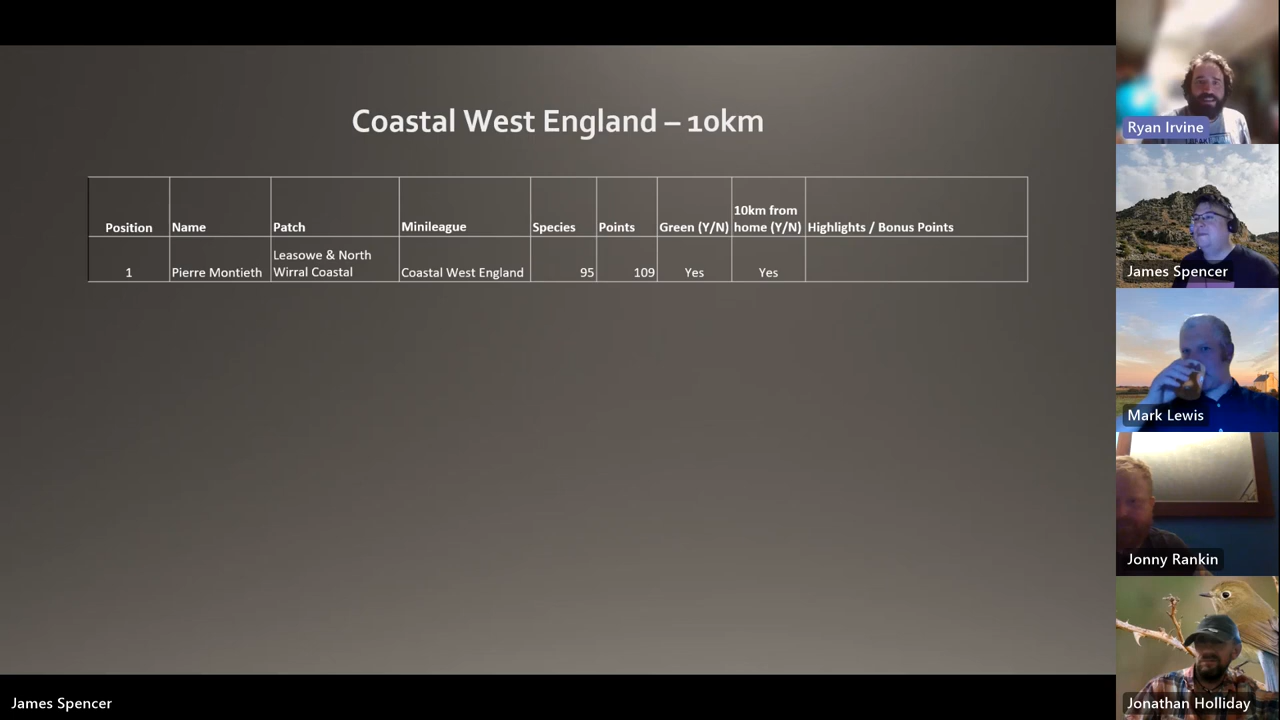 Coastal West England – 10km
Position Name Patch Minileague Species Points Green (Y/N) 10km from home (Y/N) Highlights / Bonus Points
1 Pierre Montieth Leasowe & North Wirral Coastal Coastal West England 95 109 Yes Yes
Ryan Irvine
James Spencer
Mark Lewis
Jonny Rankin
Jonathan Holliday
James Spencer